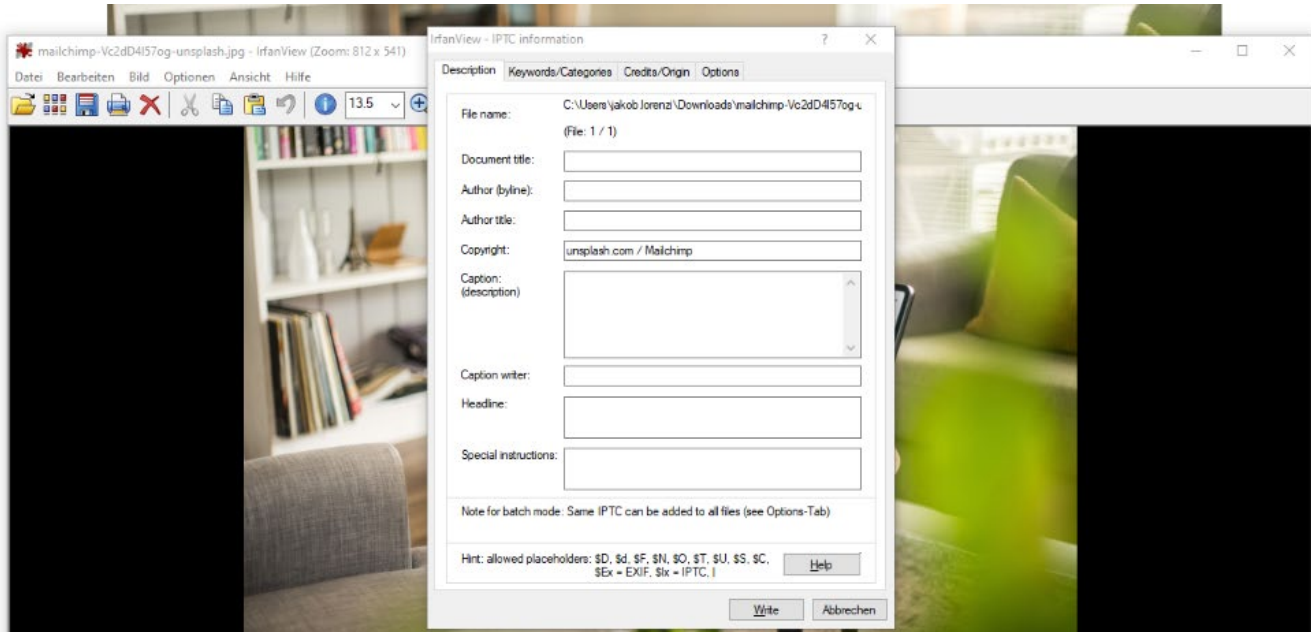 mailchimp-Vc2dD4l57og-unsplash.jpg - IrfanView (Zoom: 812 x 541)
Datei Bearbeiten Bild Optionen Ansicht Hilfe
13.5
IrfanView - IPTC information
Description Keywords/Categories Credits/Origin Options
File name: C:\Users\jakob.lorenzi\Downloads\mailchimp-Vc2dD4l57og-u
(File: 1 / 1)
Document title:
Author (byline):
Author title:
Copyright: unsplash.com / Mailchimp
Caption:
(description)
Caption writer:
Headline:
Special instructions:
Note for batch mode: Same IPTC can be added to all files (see Options-Tab)
Hint: allowed placeholders: $D, $d, $F, $N, $O, $T, $U, $S, $C,
$Ex = EXIF, $Ix = IPTC, |
Help
Write Abbrechen